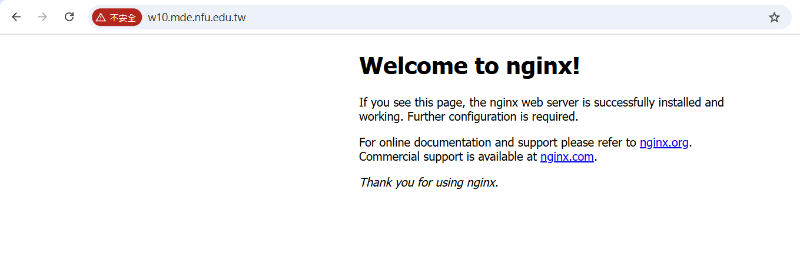 不安全 w10.mde.nfu.edu.tw
Welcome to nginx!
If you see this page, the nginx web server is successfully installed and
working. Further configuration is required.
For online documentation and support please refer to nginx.org.
Commercial support is available at nginx.com.
Thank you for using nginx.